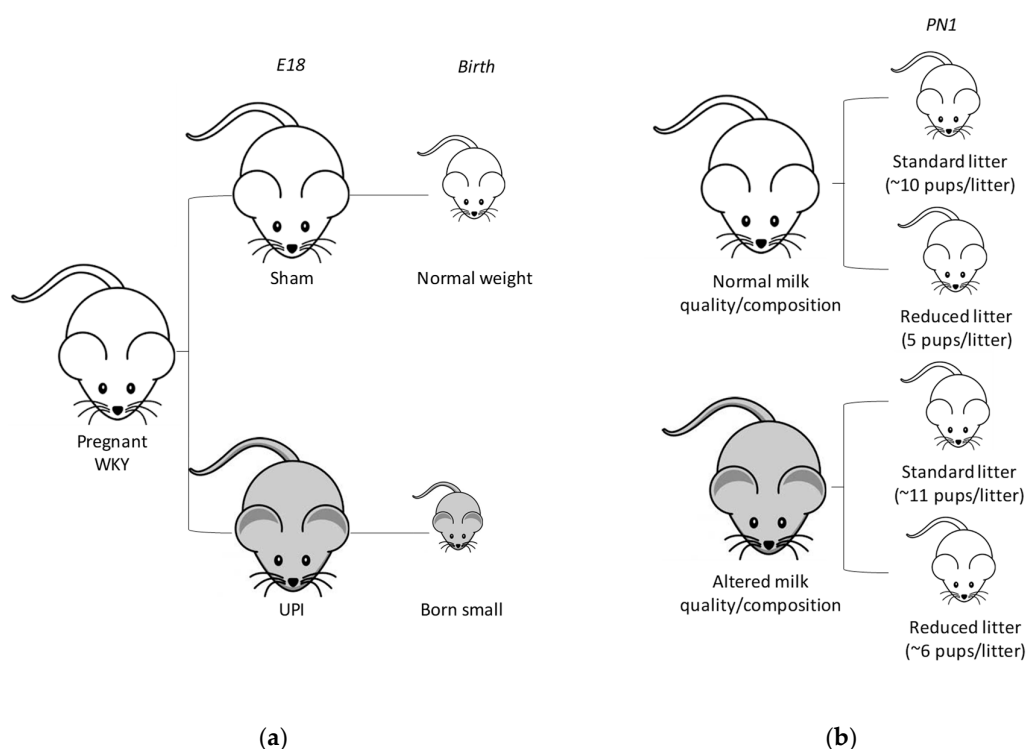 E18
Birth
Sham
Normal weight
Pregnant
WKY
UPI
Born small
(a)
PN1
Standard litter
(~10 pups/litter)
Normal milk
quality/composition
Reduced litter
(5 pups/litter)
Standard litter
(~11 pups/litter)
Altered milk
quality/composition
Reduced litter
(~6 pups/litter)
(b)